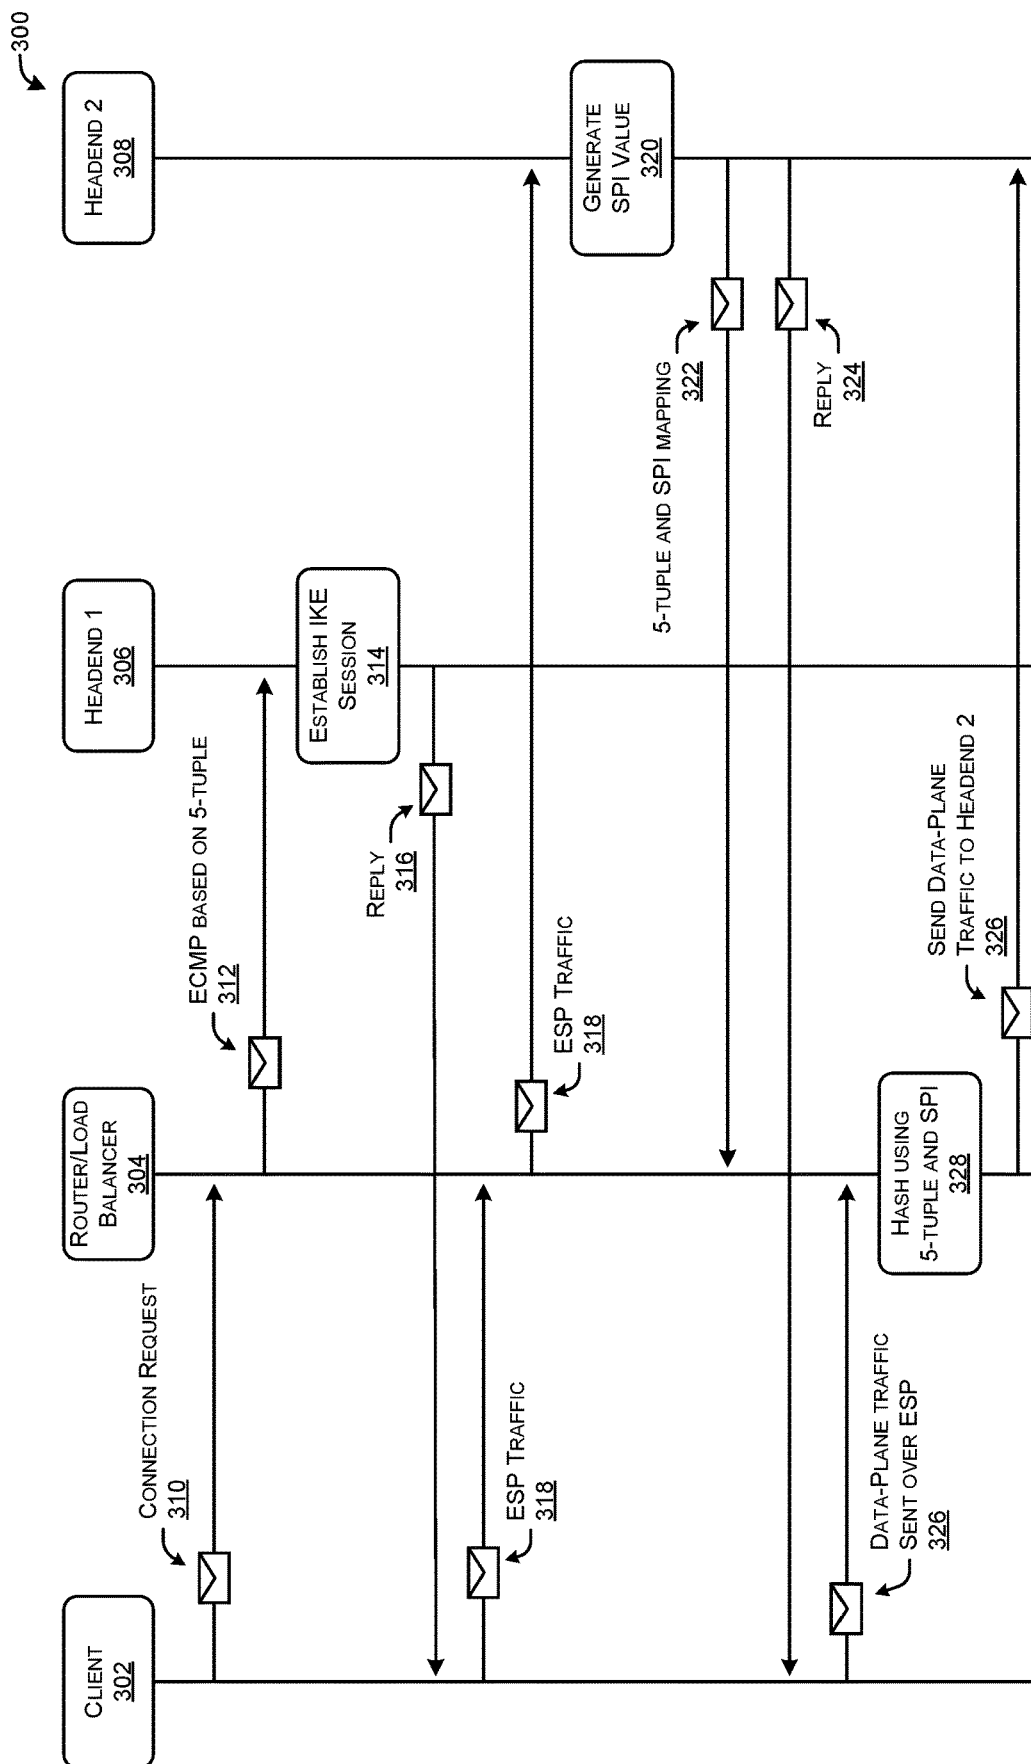 300
CLIENT
302
ROUTER/LOAD
BALANCER
304
HEADEND 1
306
HEADEND 2
308
CONNECTION REQUEST
310
ECMP BASED ON 5-TUPLE
312
ESTABLISH IKE
SESSION
314
REPLY
316
ESP TRAFFIC
318
ESP TRAFFIC
318
GENERATE
SPI VALUE
320
5-TUPLE AND SPI MAPPING
322
REPLY
324
DATA-PLANE TRAFFIC
SENT OVER ESP
326
HASH USING
5-TUPLE AND SPI
328
SEND DATA-PLANE
TRAFFIC TO HEADEND 2
326